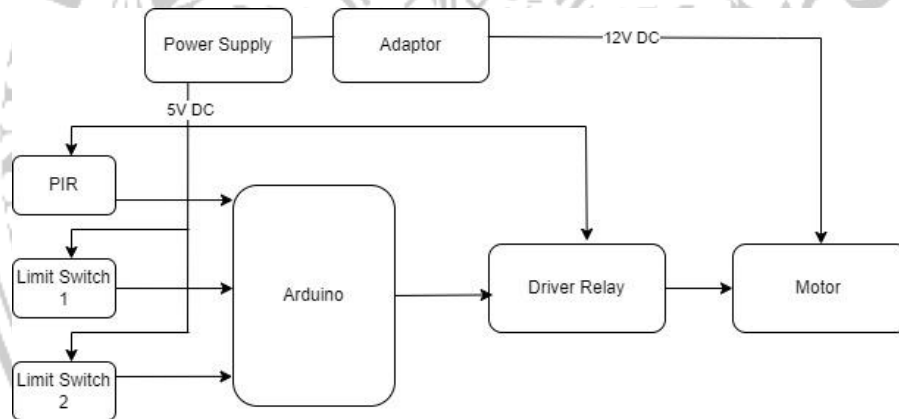 Power Supply
Adaptor
12V DC
5V DC
PIR
Limit Switch
1
Arduino
Driver Relay
Motor
Limit Switch
2